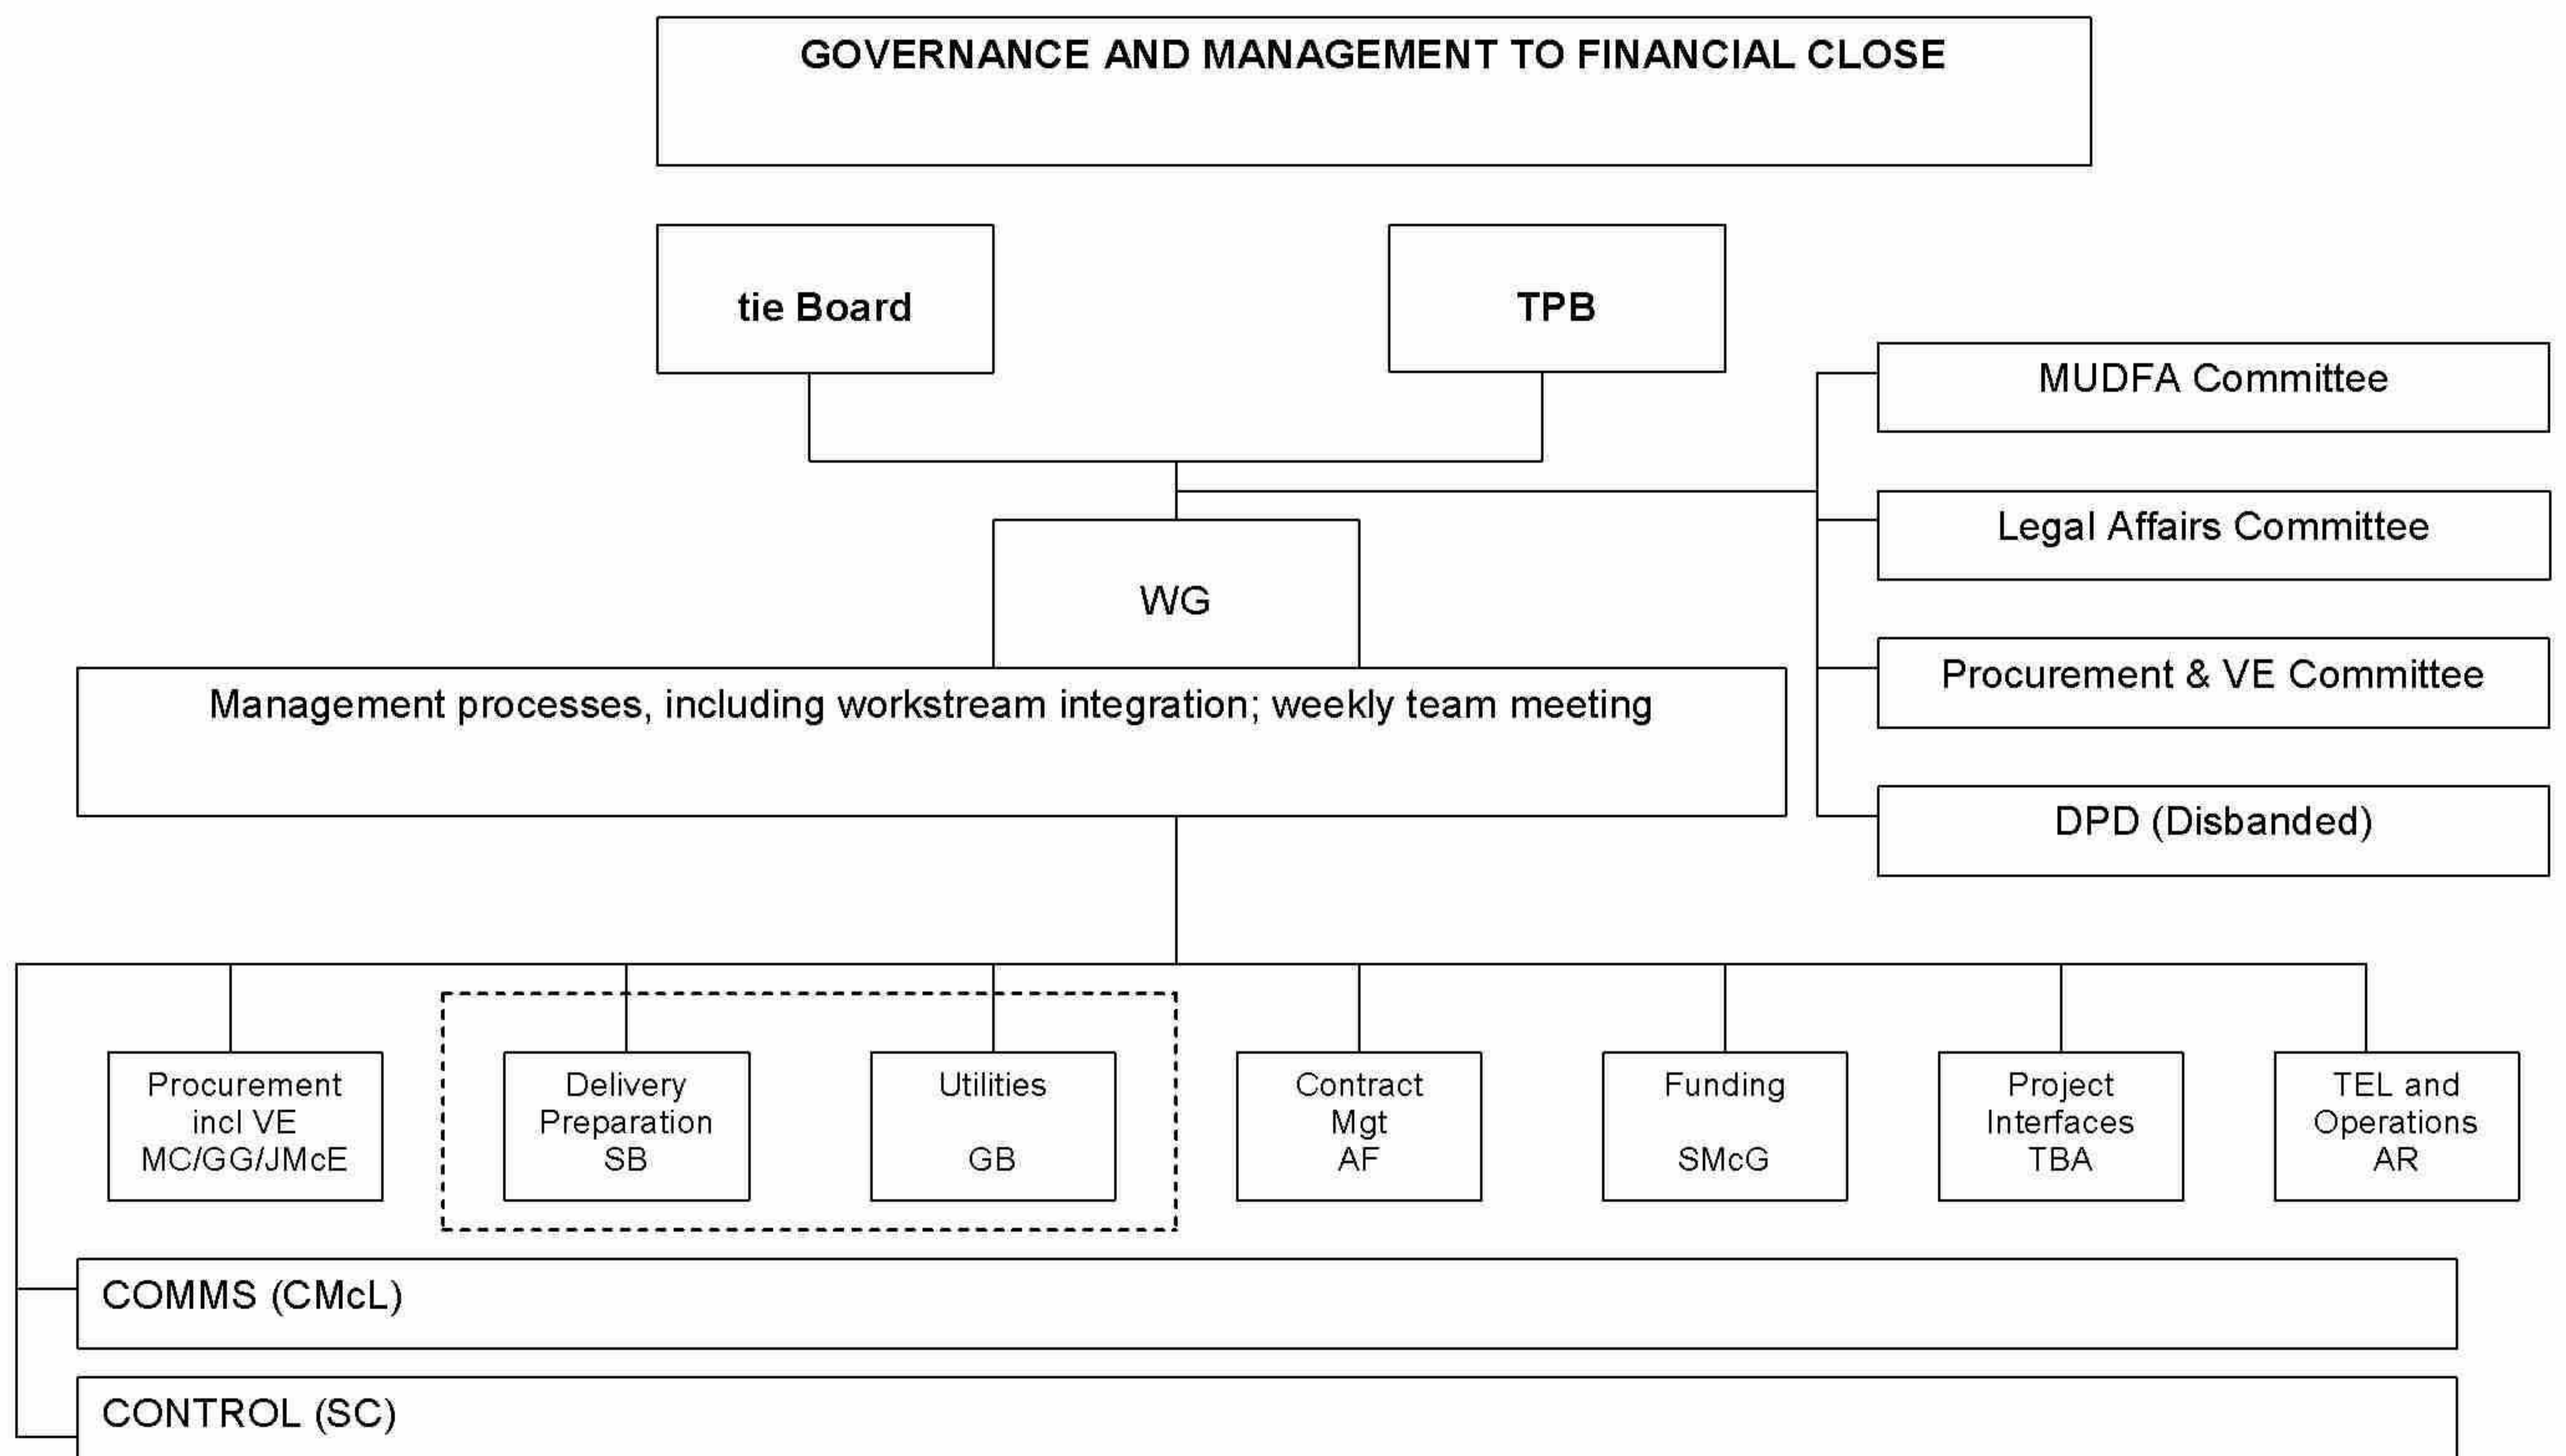 GOVERNANCE AND MANAGEMENT TO FINANCIAL CLOSE
tie Board
TPB
MUDFA Committee
Legal Affairs Committee
WG
Procurement & VE Committee
Management processes, including workstream integration; weekly team meeting
DPD (Disbanded)
Procurement
incl VE
MC/GG/JMcE
Delivery
Preparation
SB
Utilities
GB
Contract
Mgt
AF
Funding
SMcG
Project
Interfaces
TBA
TEL and
Operations
AR
COMMS (CMcL)
CONTROL (SC)